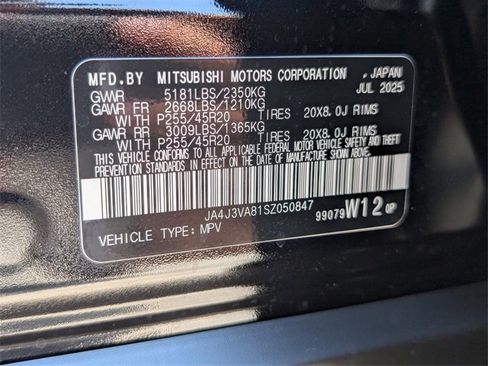 MFD.BY MITSUBISHI MOTORS CORPORATION ,JAPAN
GVWR 5181LBS/2350KG JUL 2025
GAWR FR 2668LBS/1210KG
WITH P255/45R20 TIRES 20X8.0J RIMS
GAWR RR 3009LBS/1365KG
WITH P255/45R20 TIRES 20X8.0J RIMS
THIS VEHICLE CONFORMS TO ALL APPLICABLE FEDERAL MOTOR VEHICLE SAFETY AND THEFT
PREVENTION STANDARDS IN EFFECT ON THE DATE OF MANUFACTURE SHOWN ABOVE.
JA4J3VA81SZ050847
99079 W12 0P
VEHICLE TYPE: MPV